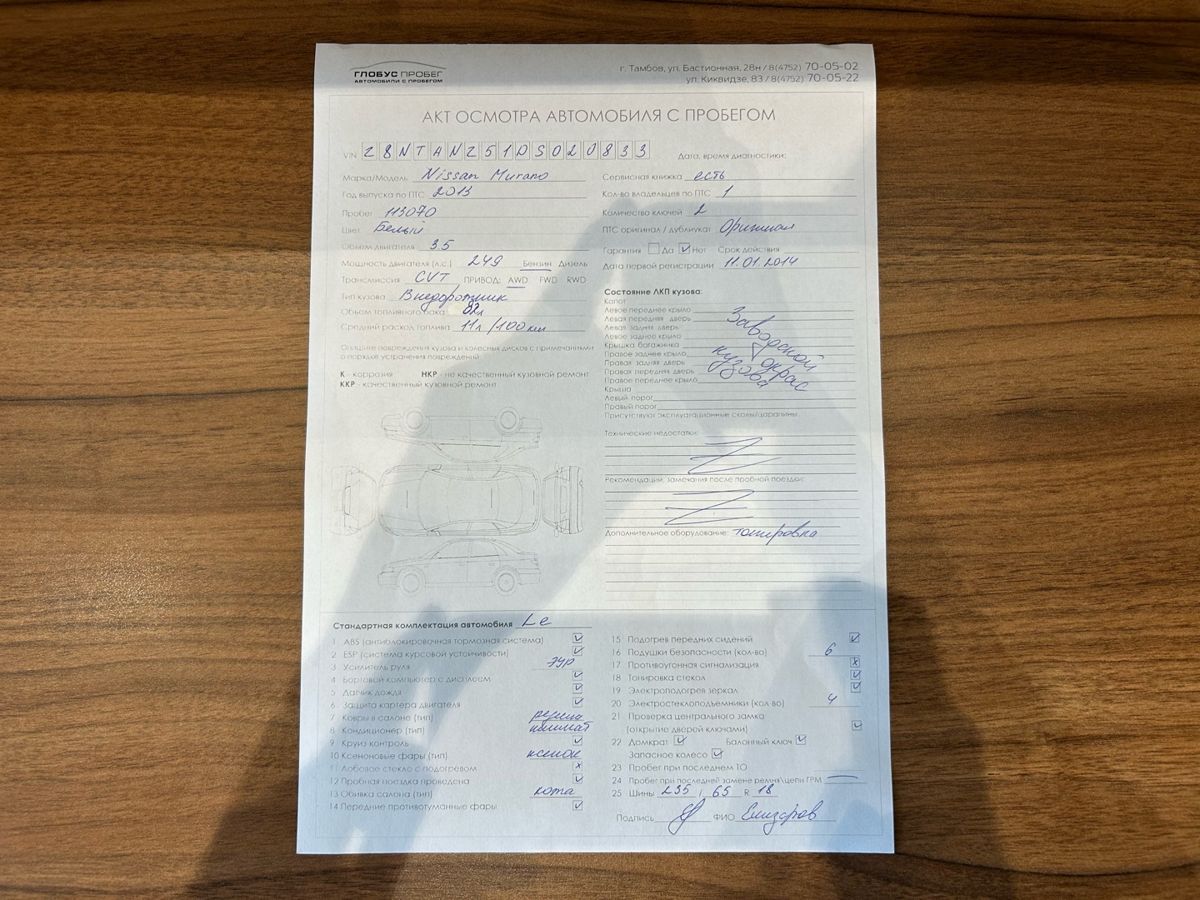 ГЛОБУС ПРОБЕГ
АВТОМОБИЛИ С ПРОБЕГОМ
г. Тамбов, ул. Бастионная, 28н / 8(4752) 70-05-02
ул. Киквидзе, 83 / 8(4752) 70-05-22
АКТ ОСМОТРА АВТОМОБИЛЯ С ПРОБЕГОМ
VIN Z8NTANZ51DS020833
Дата, время диагностики:
Марка/Модель Nissan Murano
Год выпуска по ПТС 2013
Пробег 113070
Цвет Белый
Объем двигателя 3.5
Мощность двигателя (л.с.) 249 Бензин Дизель
Трансмиссия CVT ПРИВОД: AWD FWD RWD
Тип кузова Внедорожник
Объем топливного бака 82л
Средний расход топлива 11л/100км
Опишите повреждения кузова и колесных дисков с примечаниями
о порядке устранения повреждений:
К - коррозия НКР - не качественный кузовной ремонт
ККР - качественный кузовной ремонт
Сервисная книжка есть
Кол-во владельцев по ПТС 1
Количество ключей 2
ПТС оригинал / дубликат Оригинал
Гарантия Да Нет Срок действия
Дата первой регистрации 11.01.2014
Состояние ЛКП кузова:
Капот
Левое переднее крыло
Левая передняя дверь
Левая задняя дверь
Левое заднее крыло
Крышка багажника
Правое заднее крыло
Правая задняя дверь
Правая передняя дверь
Правое переднее крыло
Крыша
Левый порог
Правый порог
Заводской окрас
кузова
Присутствуют эксплуатационные сколы/царапины.
Технические недостатки:
Рекомендации, замечания после пробной поездки:
Дополнительное оборудование: тонировка
Стандартная комплектация автомобиля Le
1 ABS (антиблокировочная тормозная система)
2 ESP (система курсовой устойчивости)
3 Усилитель руля ГУР
4 Бортовой компьютер с дисплеем
5 Датчик дождя
6 Защита картера двигателя
7 Ковры в салоне (тип) резина
8 Кондиционер (тип) климат
9 Круиз контроль
10 Ксеноновые фары (тип) ксенон
11 Лобовое стекло с подогревом
12 Пробная поездка проведена
13 Обивка салона (тип) кожа
14 Передние противотуманные фары
15 Подогрев передних сидений
16 Подушки безопасности (кол-во) 6
17 Противоугонная сигнализация
18 Тонировка стекол
19 Электроподогрев зеркал
20 Электростеклоподъемники (кол во) 4
21 Проверка центрального замка
(открытие дверей ключами)
22 Домкрат Балонный ключ
Запасное колесо
23 Пробег при последнем ТО
24 Пробег при последней замене ремня\цепи ГРМ
25 Шины 235 / 65 R 18
Подпись ФИО Елизаров